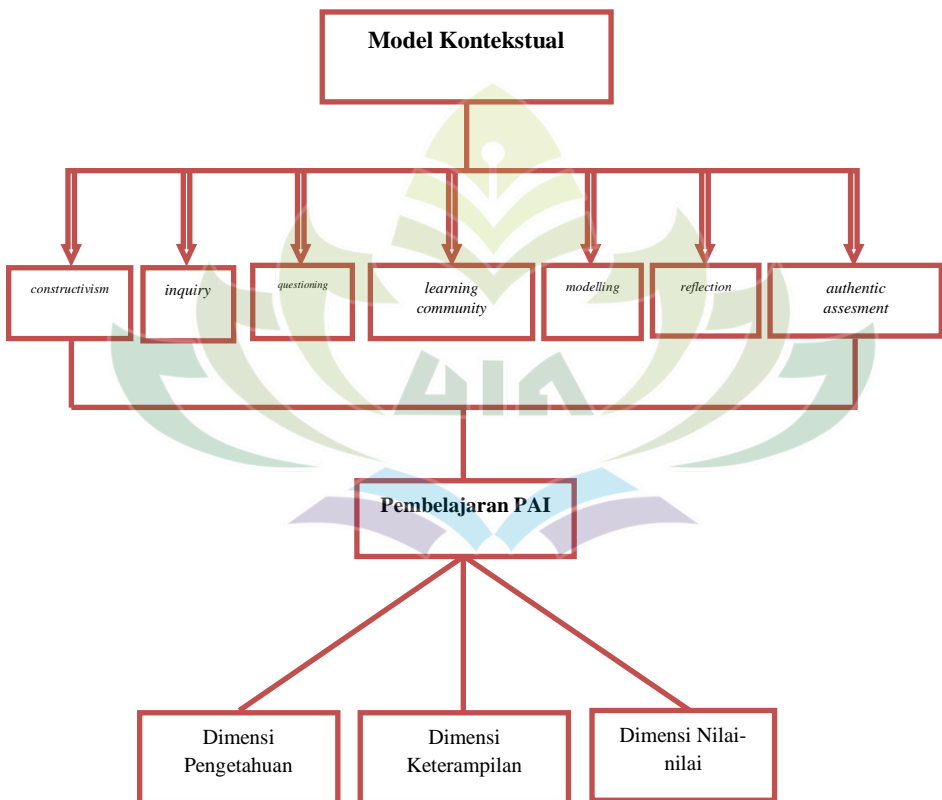 Model Kontekstual
constructivism
inquiry
questioning
learning
community
modelling
reflection
authentic
assesment
UIA
Pembelajaran PAI
Dimensi
Pengetahuan
Dimensi
Keterampilan
Dimensi Nilai-
nilai